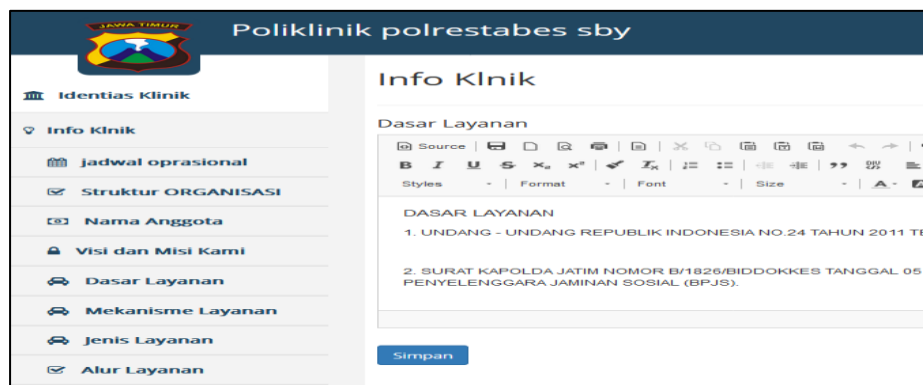 JAWA TIMUR
Poliklinik polrestabes sby
Identias Klinik
Info Klnik
jadwal oprasional
Struktur ORGANISASI
Nama Anggota
Visi dan Misi Kami
Dasar Layanan
Mekanisme Layanan
Jenis Layanan
Alur Layanan
Info Klnik
Dasar Layanan
Source
B I U S x₂ x² Tx
Styles Format Font Size A
DASAR LAYANAN
1. UNDANG - UNDANG REPUBLIK INDONESIA NO.24 TAHUN 2011
2. SURAT KAPOLDA JATIM NOMOR B/1826/BIDDOKKES TANGGAL 05
PENYELENGGARA JAMINAN SOSIAL (BPJS).
Simpan